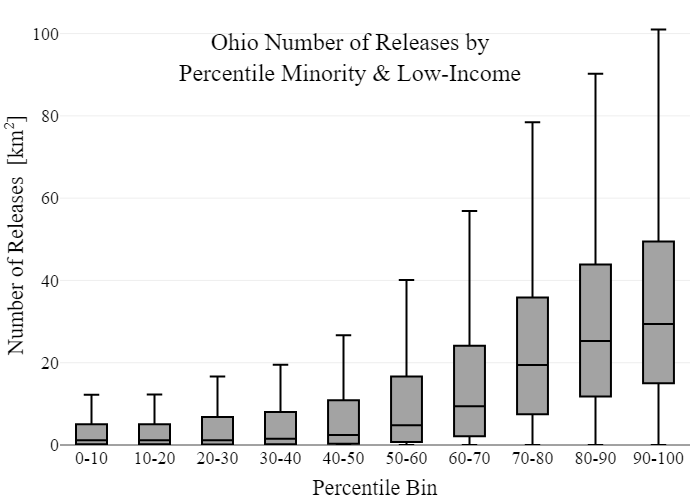 Ohio Number of Releases by
Percentile Minority & Low-Income
Number of Releases [km²]
100
80
60
40
20
0
0-10 10-20 20-30 30-40 40-50 50-60 60-70 70-80 80-90 90-100
Percentile Bin